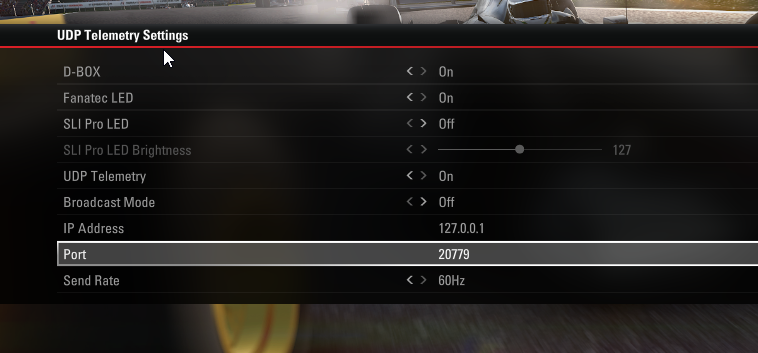 UDP Telemetry Settings
D-BOX < > On
Fanatec LED < > On
SLI Pro LED < > Off
SLI Pro LED Brightness < > 127
UDP Telemetry < > On
Broadcast Mode < > Off
IP Address 127.0.0.1
Port 20779
Send Rate < > 60Hz